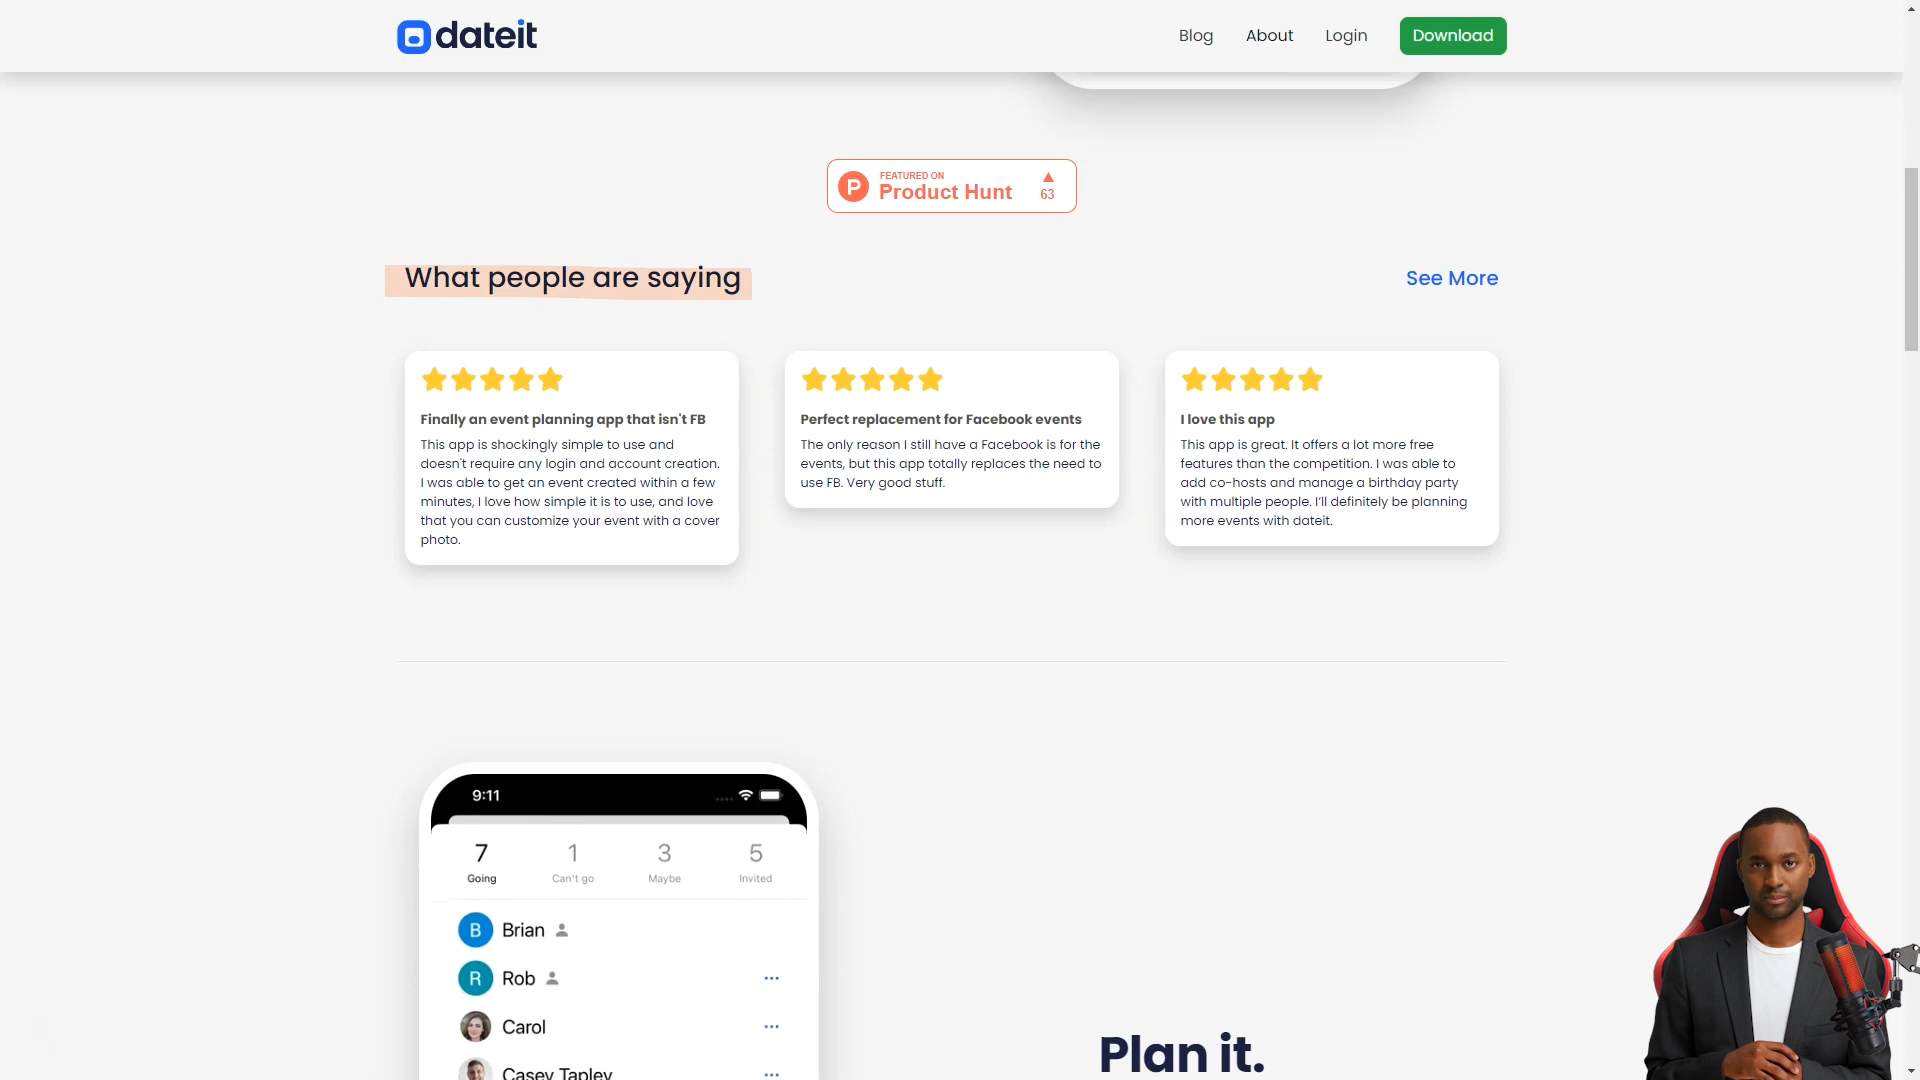 dateit
Blog
About
Login
Download
FEATURED ON
Product Hunt
63
What people are saying
See More
Finally an event planning app that isn't FB
This app is shockingly simple to use and
doesn't require any login and account creation.
I was able to get an event created within a few
minutes, I love how simple it is to use, and love
that you can customize your event with a cover
photo.
Perfect replacement for Facebook events
The only reason I still have a Facebook is for the
events, but this app totally replaces the need to
use FB. Very good stuff.
I love this app
This app is great. It offers a lot more free
features than the competition. I was able to
add co-hosts and manage a birthday party
with multiple people. I'll definitely be planning
more events with dateit.
9:11
7
Going
1
Can't go
3
Maybe
5
Invited
B
Brian
R
Rob
Carol
Casey Tapley
Plan it.